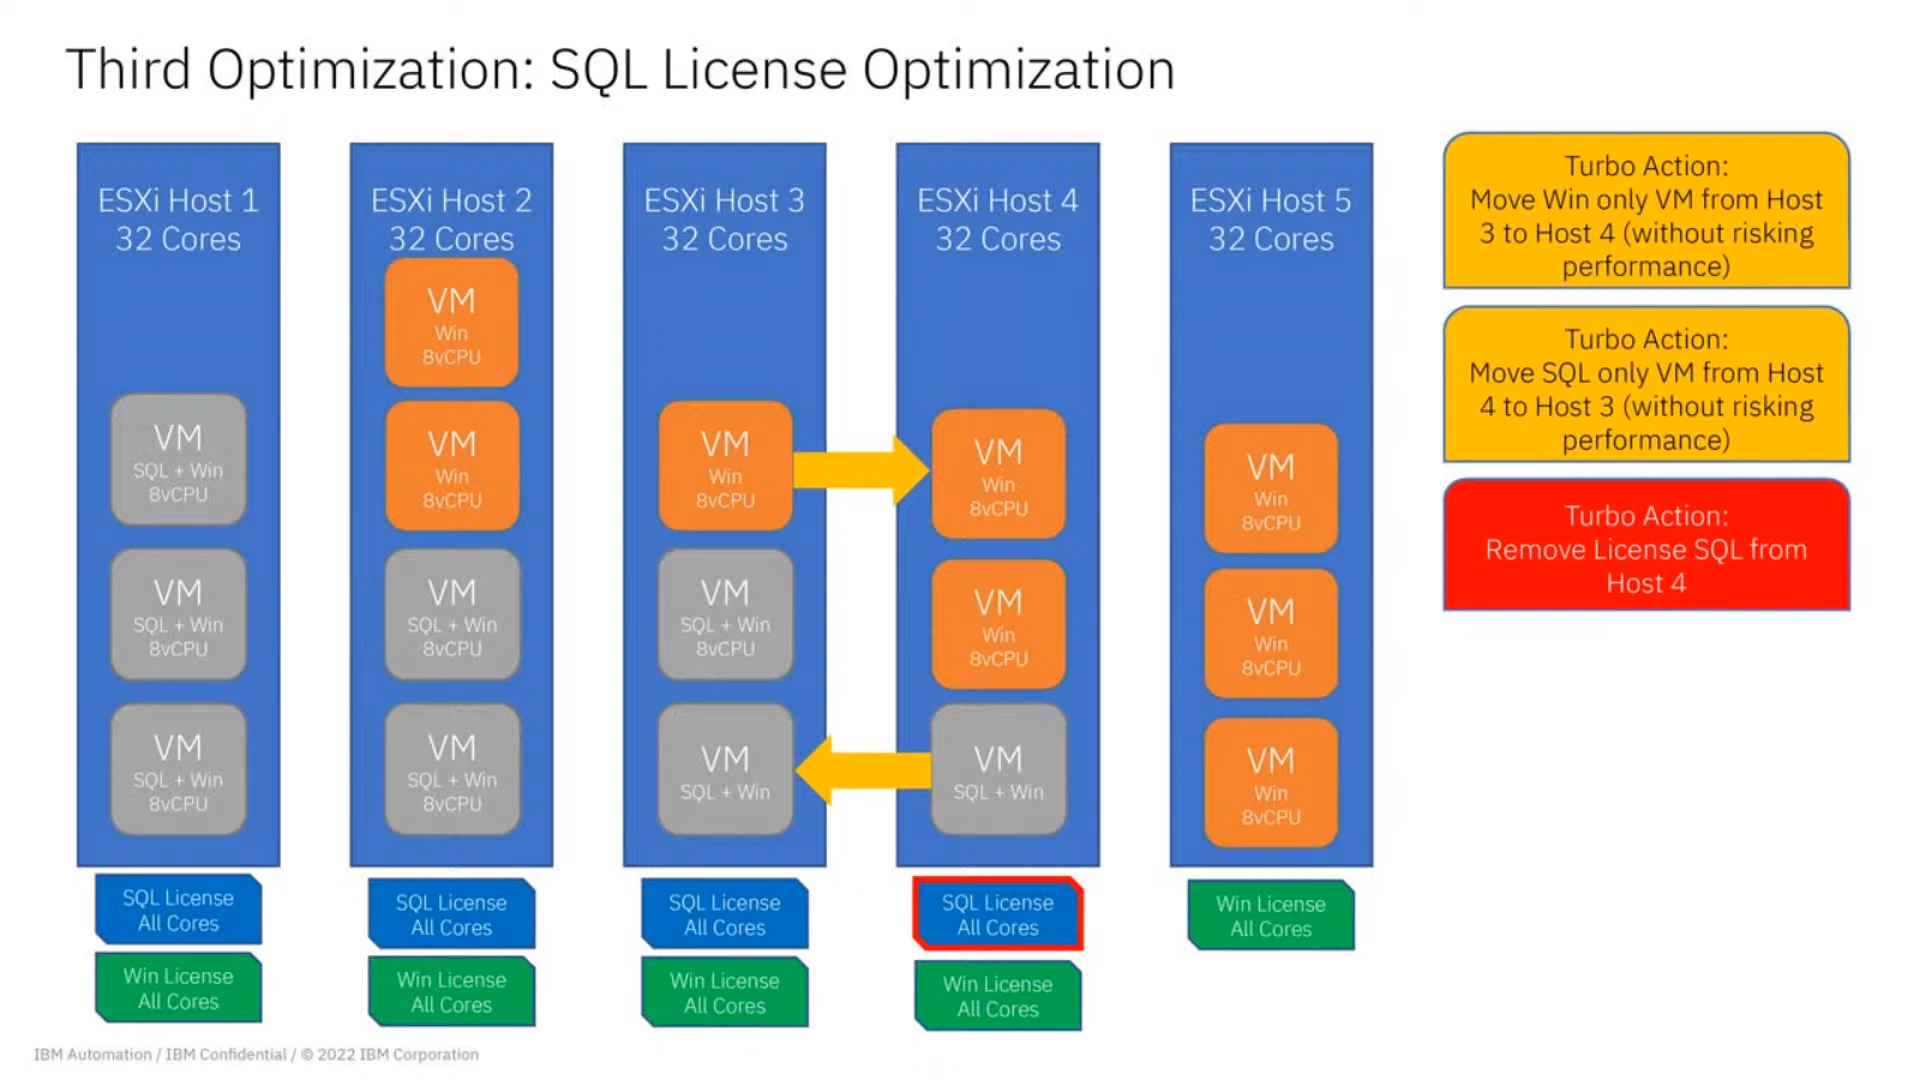 Third Optimization: SQL License Optimization
ESXi Host 1
32 Cores
VM
SQL + Win
8vCPU
VM
SQL + Win
8vCPU
VM
SQL + Win
8vCPU
SQL License
All Cores
Win License
All Cores
ESXi Host 2
32 Cores
VM
Win
8vCPU
VM
Win
8vCPU
VM
SQL + Win
8vCPU
VM
SQL + Win
8vCPU
SQL License
All Cores
Win License
All Cores
ESXi Host 3
32 Cores
VM
Win
8vCPU
VM
SQL + Win
8vCPU
VM
SQL + Win
SQL License
All Cores
Win License
All Cores
ESXi Host 4
32 Cores
VM
Win
8vCPU
VM
Win
8vCPU
VM
SQL + Win
SQL License
All Cores
Win License
All Cores
ESXi Host 5
32 Cores
VM
Win
8vCPU
VM
Win
8vCPU
VM
Win
8vCPU
Win License
All Cores
Turbo Action:
Move Win only VM from Host
3 to Host 4 (without risking
performance)
Turbo Action:
Move SQL only VM from Host
4 to Host 3 (without risking
performance)
Turbo Action:
Remove License SQL from
Host 4
IBM Automation / IBM Confidential / © 2022 IBM Corporation